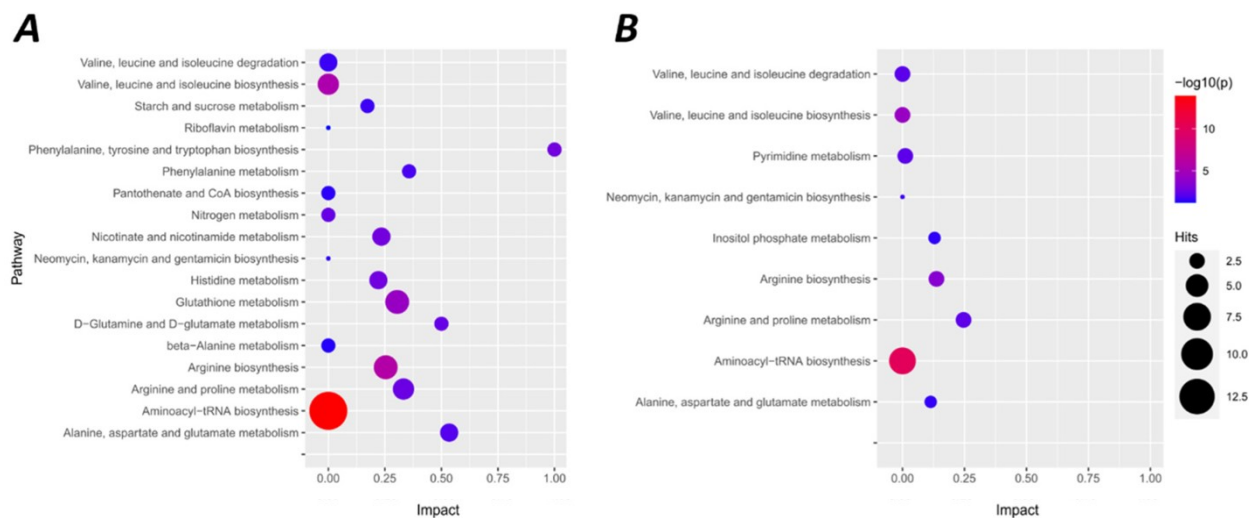 A
Valine, leucine and isoleucine degradation
Valine, leucine and isoleucine biosynthesis
Starch and sucrose metabolism
Riboflavin metabolism
Phenylalanine, tyrosine and tryptophan biosynthesis
Phenylalanine metabolism
Pantothenate and CoA biosynthesis
Nitrogen metabolism
Nicotinate and nicotinamide metabolism
Neomycin, kanamycin and gentamicin biosynthesis
Histidine metabolism
Glutathione metabolism
D−Glutamine and D−glutamate metabolism
beta−Alanine metabolism
Arginine biosynthesis
Arginine and proline metabolism
Aminoacyl−tRNA biosynthesis
Alanine, aspartate and glutamate metabolism
Pathway
0.00 0.25 0.50 0.75 1.00
Impact
B
Valine, leucine and isoleucine degradation
Valine, leucine and isoleucine biosynthesis
Pyrimidine metabolism
Neomycin, kanamycin and gentamicin biosynthesis
Inositol phosphate metabolism
Arginine biosynthesis
Arginine and proline metabolism
Aminoacyl−tRNA biosynthesis
Alanine, aspartate and glutamate metabolism
0.00 0.25 0.50 0.75 1.00
Impact
−log10(p)
10
5
Hits
2.5
5.0
7.5
10.0
12.5